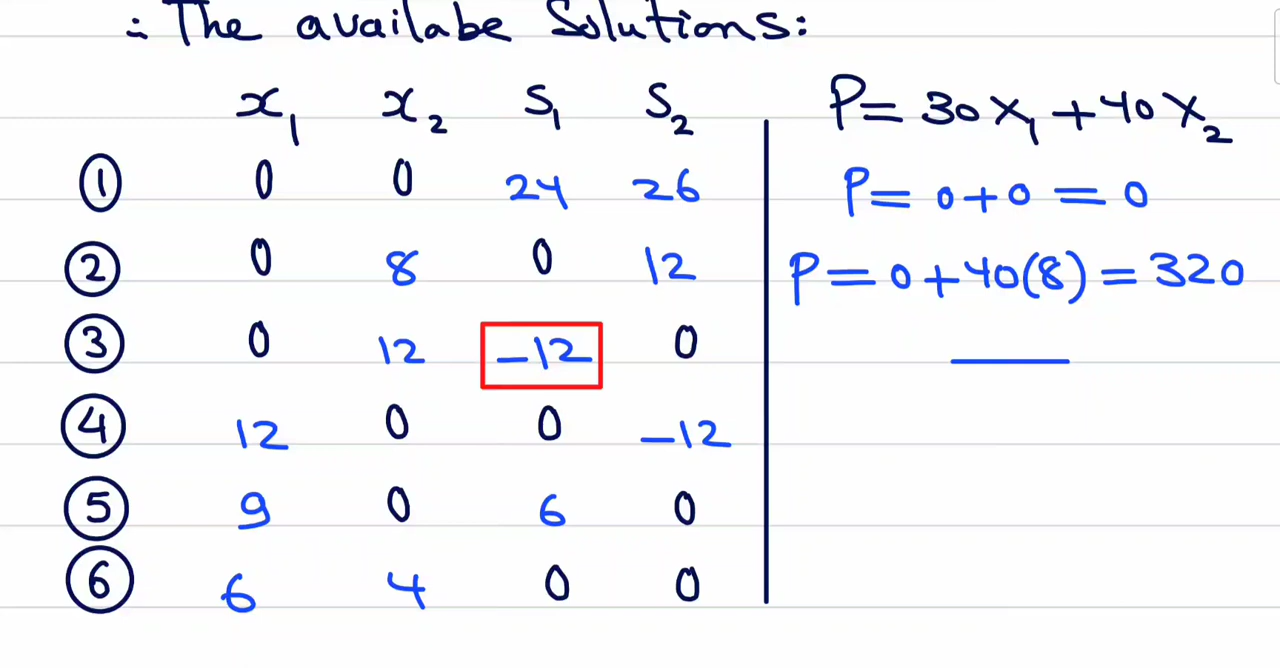 ∴ The availabe Solutions:
x₁ x₂ S₁ S₂ P = 30x₁ + 40x₂
① 0 0 24 26 P = 0 + 0 = 0
② 0 8 0 12 P = 0 + 40(8) = 320
③ 0 12 -12 0 —
④ 12 0 0 -12
⑤ 9 0 6 0
⑥ 6 4 0 0